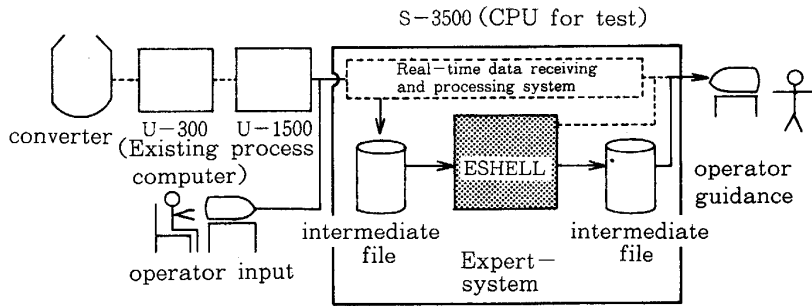 S-3500 (CPU for test)
Real-time data receiving
and processing system
converter
U-300
U-1500
(Existing process
computer)
ESHELL
operator
guidance
intermediate
file
intermediate
file
operator input
Expert-
system